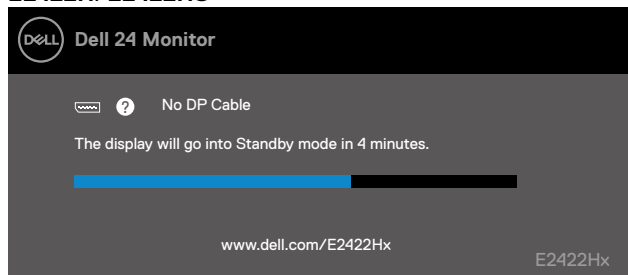 DELL
Dell 24 Monitor
?
No DP Cable
The display will go into Standby mode in 4 minutes.
www.dell.com/E2422Hx
E2422Hx